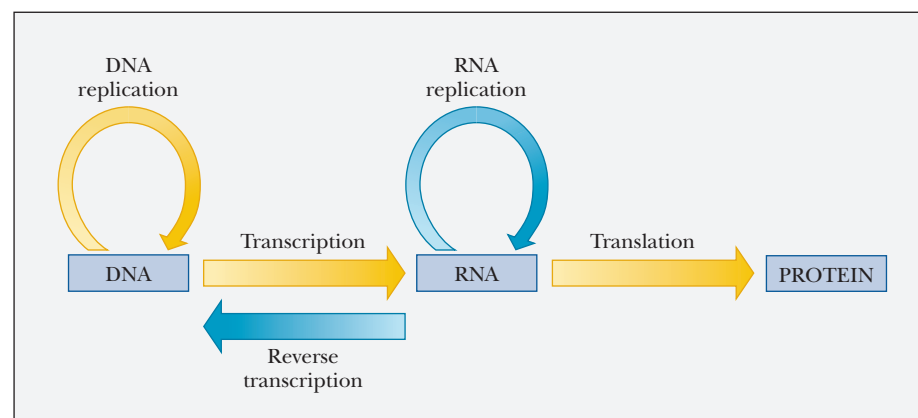 DNA
replication
RNA
replication
Transcription
Translation
DNA
RNA
PROTEIN
Reverse
transcription